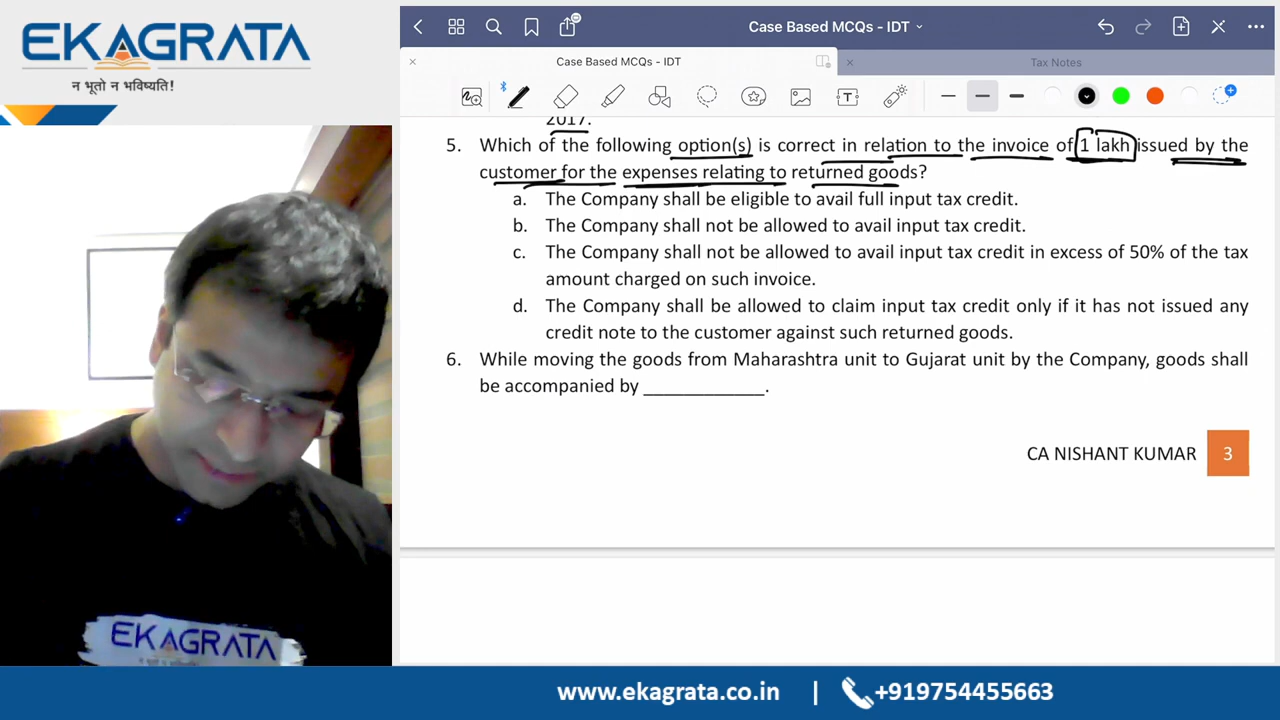 EKAGRATA
न भूतो न भविष्यति!
Case Based MCQs - IDT
Case Based MCQs - IDT
Tax Notes
2017.
5. Which of the following option(s) is correct in relation to the invoice of 1 lakh issued by the
customer for the expenses relating to returned goods?
a. The Company shall be eligible to avail full input tax credit.
b. The Company shall not be allowed to avail input tax credit.
c. The Company shall not be allowed to avail input tax credit in excess of 50% of the tax
amount charged on such invoice.
d. The Company shall be allowed to claim input tax credit only if it has not issued any
credit note to the customer against such returned goods.
6. While moving the goods from Maharashtra unit to Gujarat unit by the Company, goods shall
be accompanied by ____________.
CA NISHANT KUMAR 3
EKAGRATA
www.ekagrata.co.in | +919754455663